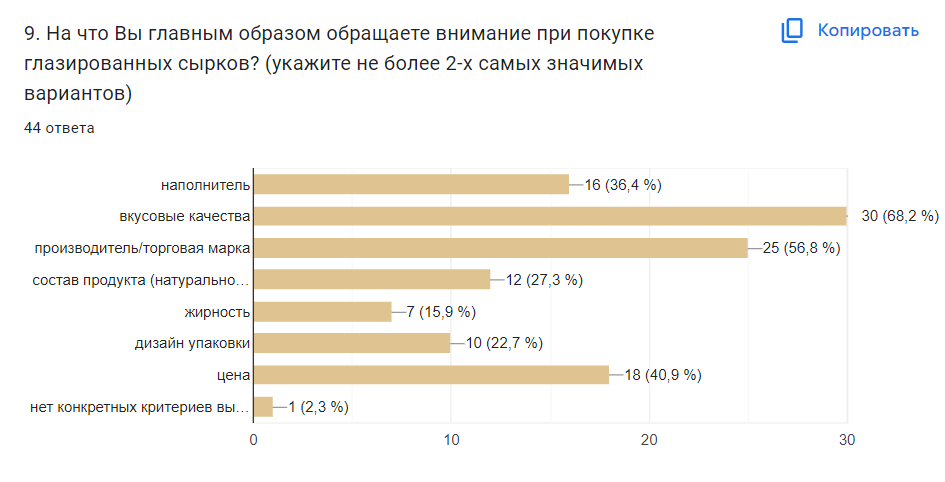 9. На что Вы главным образом обращаете внимание при покупке
глазированных сырков? (укажите не более 2-х самых значимых
вариантов)
Копировать
44 ответа
наполнитель 16 (36,4 %)
вкусовые качества 30 (68,2 %)
производитель/торговая марка 25 (56,8 %)
состав продукта (натурально… 12 (27,3 %)
жирность 7 (15,9 %)
дизайн упаковки 10 (22,7 %)
цена 18 (40,9 %)
нет конкретных критериев вы… 1 (2,3 %)
0 10 20 30